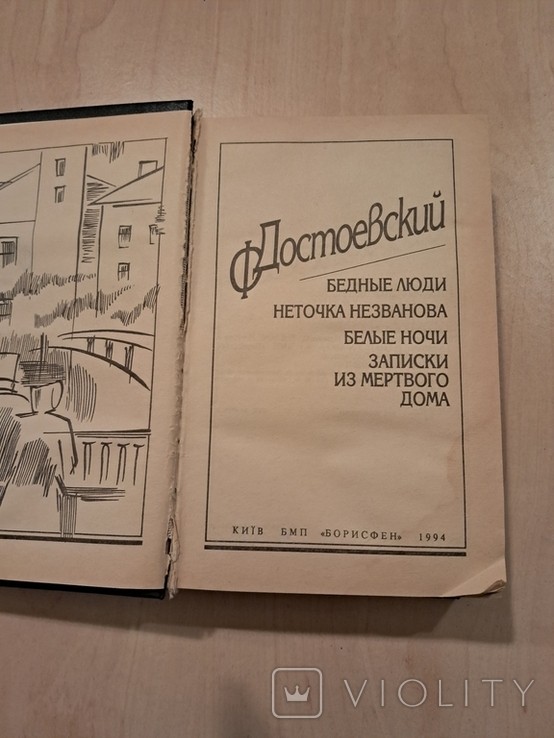 Ф Достоевский
БЕДНЫЕ ЛЮДИ
НЕТОЧКА НЕЗВАНОВА
БЕЛЫЕ НОЧИ
ЗАПИСКИ
ИЗ МЕРТВОГО
ДОМА
КИЇВ БМП «БОРИСФЕН» 1994
VIOLITY